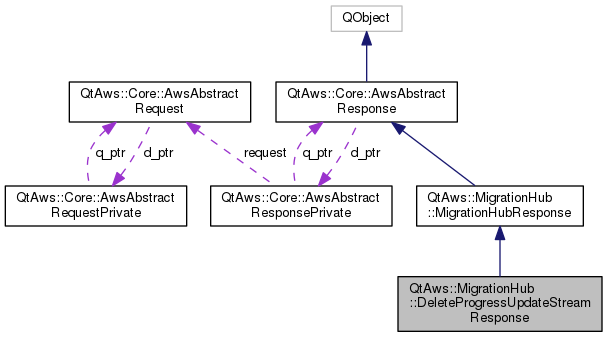 QObject
QtAws::Core::AwsAbstract
Request
QtAws::Core::AwsAbstract
Response
q_ptr
d_ptr
request
q_ptr
d_ptr
QtAws::Core::AwsAbstract
RequestPrivate
QtAws::Core::AwsAbstract
ResponsePrivate
QtAws::MigrationHub
::MigrationHubResponse
QtAws::MigrationHub
::DeleteProgressUpdateStream
Response